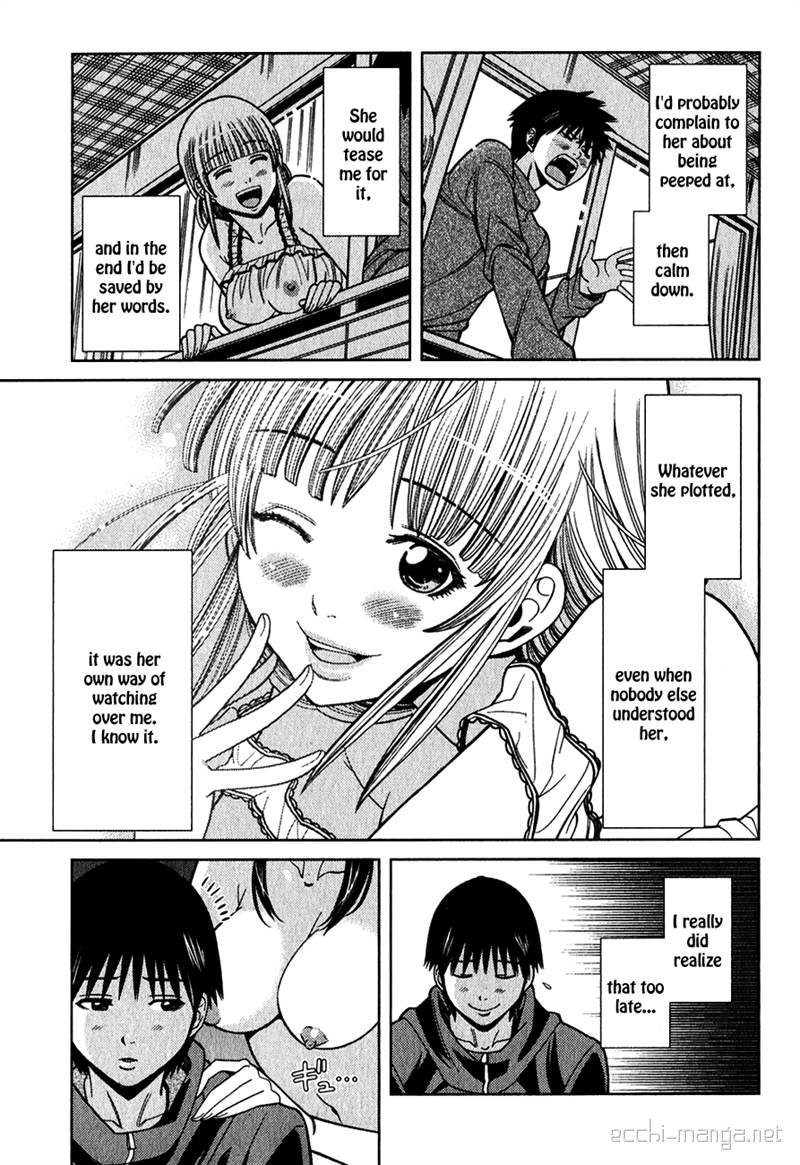 I'd probably
complain to
her about
being
peeped at,
then
calm
down.
She
would
tease
me for
it,
and in the
end I'd be
saved by
her words.
Whatever
she plotted,
even when
nobody else
understood
her,
it was her
own way of
watching
over me.
I know it.
I really
did
realize
that too
late...
ギュ...
ecchi-manga.net